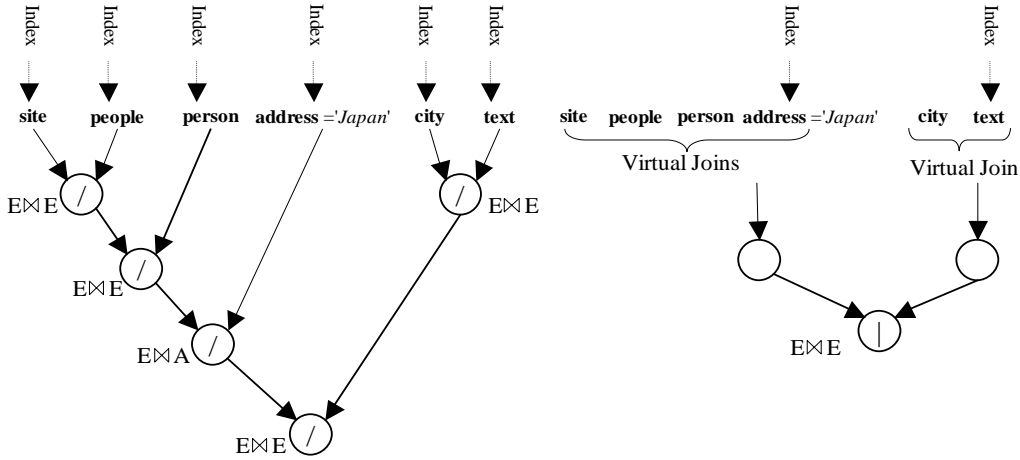 Index Index Index Index Index Index Index Index
site people person address ='Japan' city text site people person address ='Japan' city text
Virtual Joins Virtual Join
/ /
E⋈E E⋈E
/
E⋈E
/ |
E⋈A E⋈E
/
E⋈E